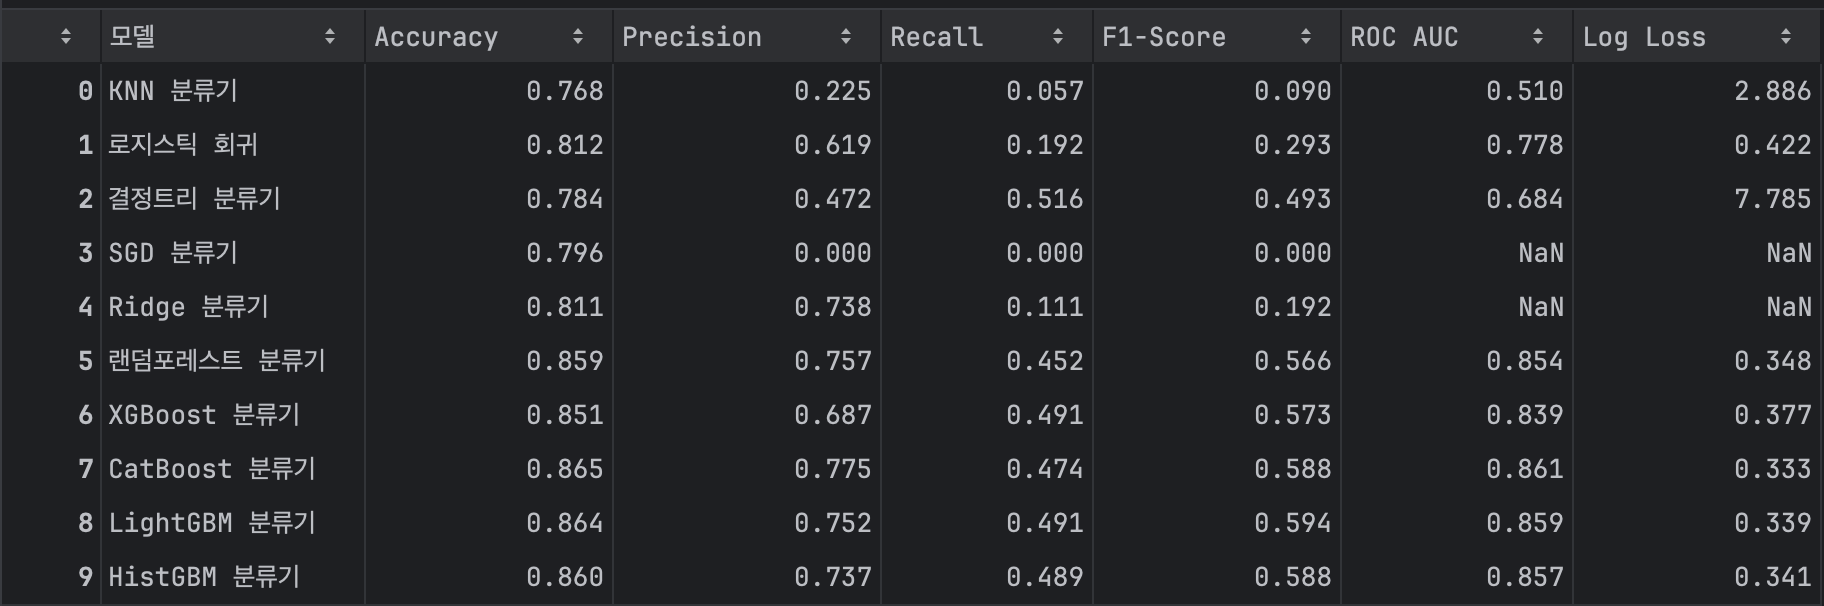 모델 Accuracy Precision Recall F1-Score ROC AUC Log Loss
0 KNN 분류기 0.768 0.225 0.057 0.090 0.510 2.886
1 로지스틱 회귀 0.812 0.619 0.192 0.293 0.778 0.422
2 결정트리 분류기 0.784 0.472 0.516 0.493 0.684 7.785
3 SGD 분류기 0.796 0.000 0.000 0.000 NaN NaN
4 Ridge 분류기 0.811 0.738 0.111 0.192 NaN NaN
5 랜덤포레스트 분류기 0.859 0.757 0.452 0.566 0.854 0.348
6 XGBoost 분류기 0.851 0.687 0.491 0.573 0.839 0.377
7 CatBoost 분류기 0.865 0.775 0.474 0.588 0.861 0.333
8 LightGBM 분류기 0.864 0.752 0.491 0.594 0.859 0.339
9 HistGBM 분류기 0.860 0.737 0.489 0.588 0.857 0.341